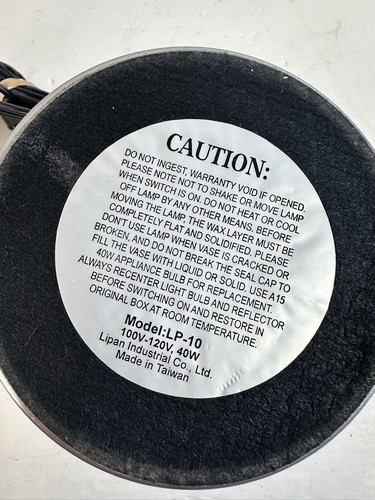 CAUTION:
DO NOT INGEST, WARRANTY VOID IF OPENED,
PLEASE NOTE NOT TO SHAKE OR MOVE LAMP
WHEN SWITCH IS ON. DO NOT HEAT OR COOL
OFF LAMP BY ANY OTHER MEANS. BEFORE
MOVING THE LAMP, THE WAX LAYER MUST BE
COMPLETELY FLAT AND SOLIDIFIED. PLEASE
DON'T USE LAMP WHEN VASE IS CRACKED OR
BROKEN, AND DO NOT BREAK THE SEAL CAP TO
FILL THE VASE WITH LIQUID OR SOLID. USE A15
40W APPLIANCE BULB FOR REPLACEMENT.
ALWAYS RECENTER LIGHT BULB AND REFLECTOR
BEFORE SWITCHING ON AND RESTORE IN
ORIGINAL BOX AT ROOM TEMPERATURE.
Model:LP-10
100V-120V, 40W
Lipan Industrial Co., Ltd.
Made in Taiwan